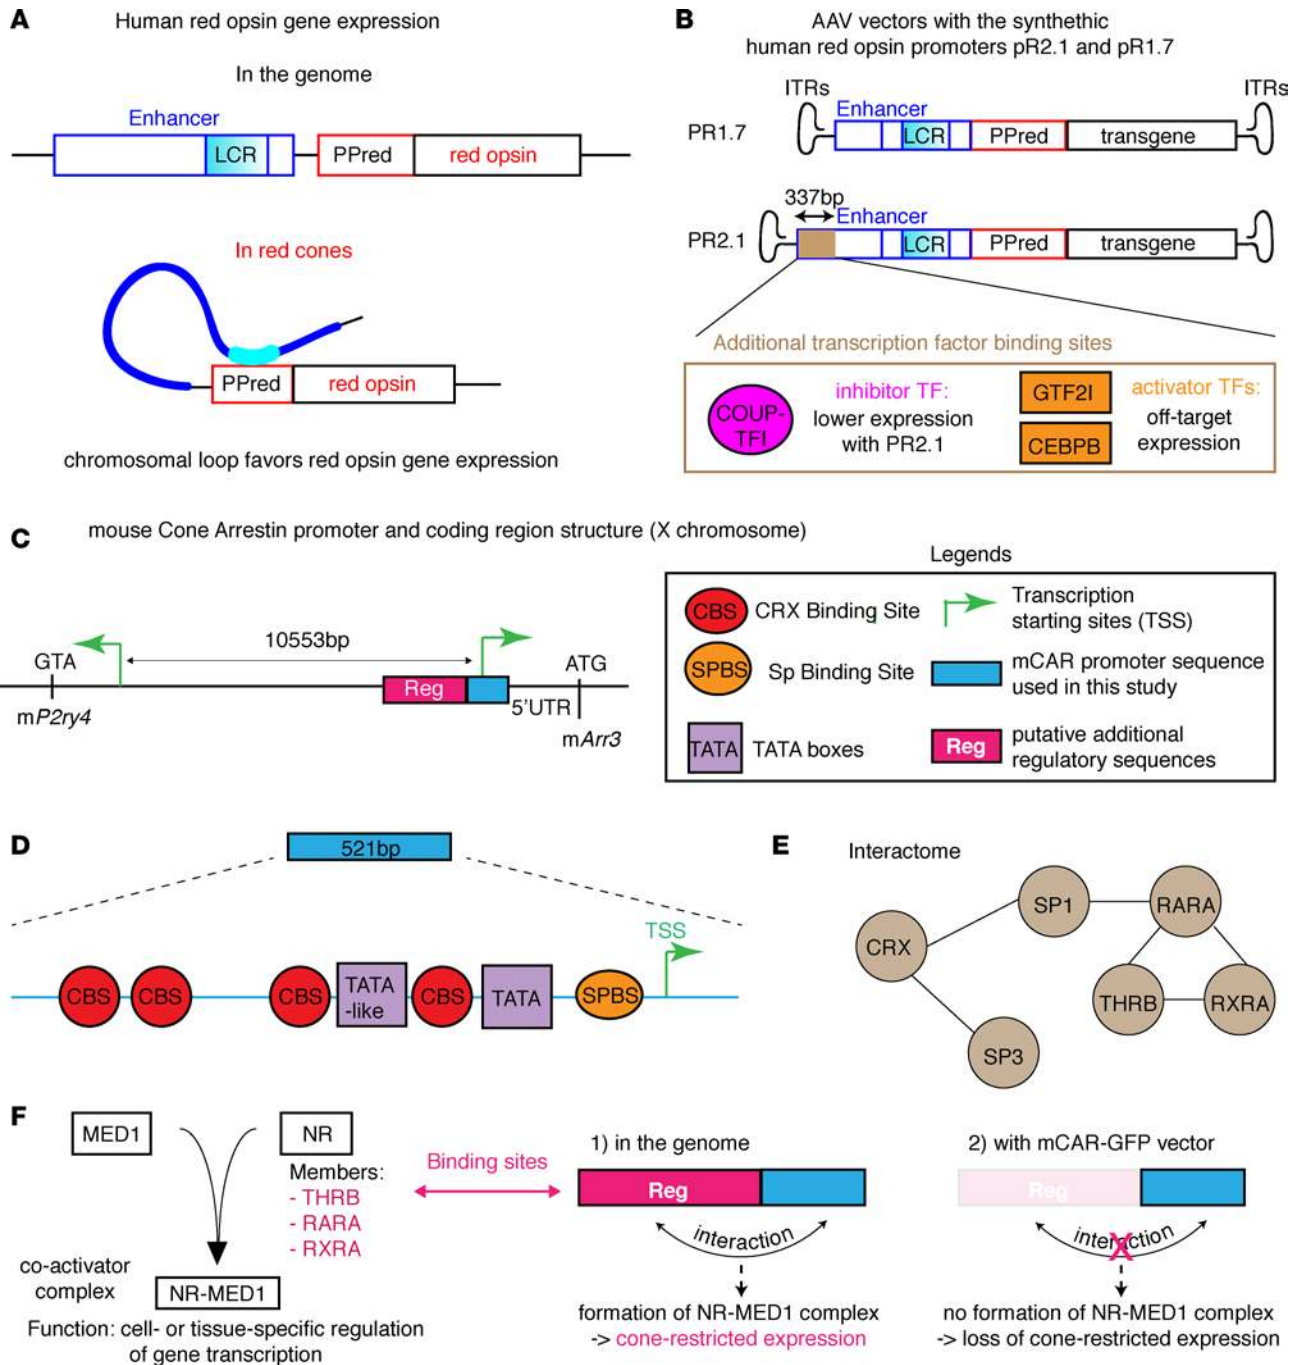 A
Human red opsin gene expression
In the genome
Enhancer
LCR
PPred
red opsin
In red cones
PPred
red opsin
chromosomal loop favors red opsin gene expression
B
AAV vectors with the synthethic
human red opsin promoters pR2.1 and pR1.7
ITRs
ITRs
PR1.7
Enhancer
LCR
PPred
transgene
337bp
PR2.1
Enhancer
LCR
PPred
transgene
Additional transcription factor binding sites
COUP-
TFI
inhibitor TF:
lower expression
with PR2.1
GTF2I
CEBPB
activator TFs:
off-target
expression
C
mouse Cone Arrestin promoter and coding region structure (X chromosome)
10553bp
GTA
mP2ry4
Reg
5'UTR
ATG
mArr3
Legends
CBS
CRX Binding Site
Transcription
starting sites (TSS)
SPBS
Sp Binding Site
mCAR promoter sequence
used in this study
TATA
TATA boxes
Reg
putative additional
regulatory sequences
D
521bp
TSS
CBS
CBS
CBS
TATA
-like
CBS
TATA
SPBS
E
Interactome
CRX
SP1
RARA
THRB
RXRA
SP3
F
MED1
NR
Members:
- THRB
- RARA
- RXRA
co-activator
complex
NR-MED1
Function: cell- or tissue-specific regulation
of gene transcription
Binding sites
1) in the genome
Reg
interaction
formation of NR-MED1 complex
-> cone-restricted expression
2) with mCAR-GFP vector
Reg
interaction
X
no formation of NR-MED1 complex
-> loss of cone-restricted expression